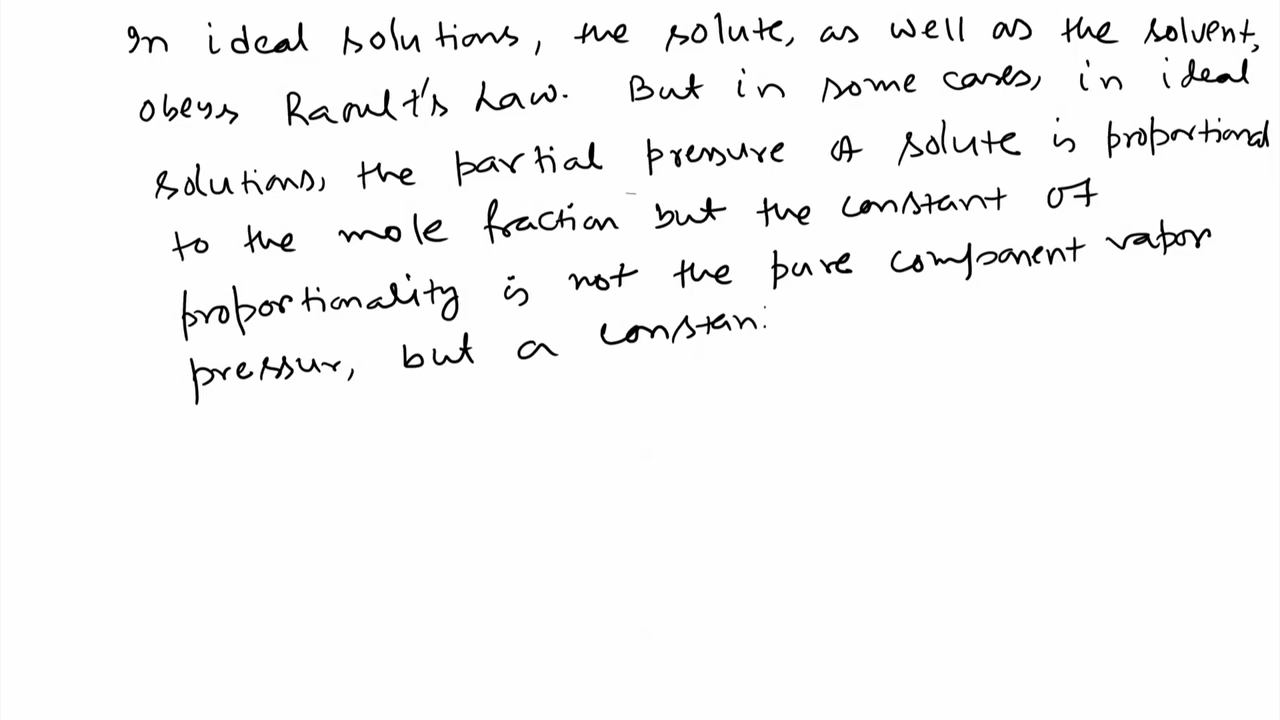 In ideal solutions, the solute, as well as the solvent,
obeys Raoult's Law. But in some cases, in ideal
solutions, the partial pressure of solute is proportional
to the mole fraction but the constant of
proportionality is not the pure component vapor
pressur, but a constan